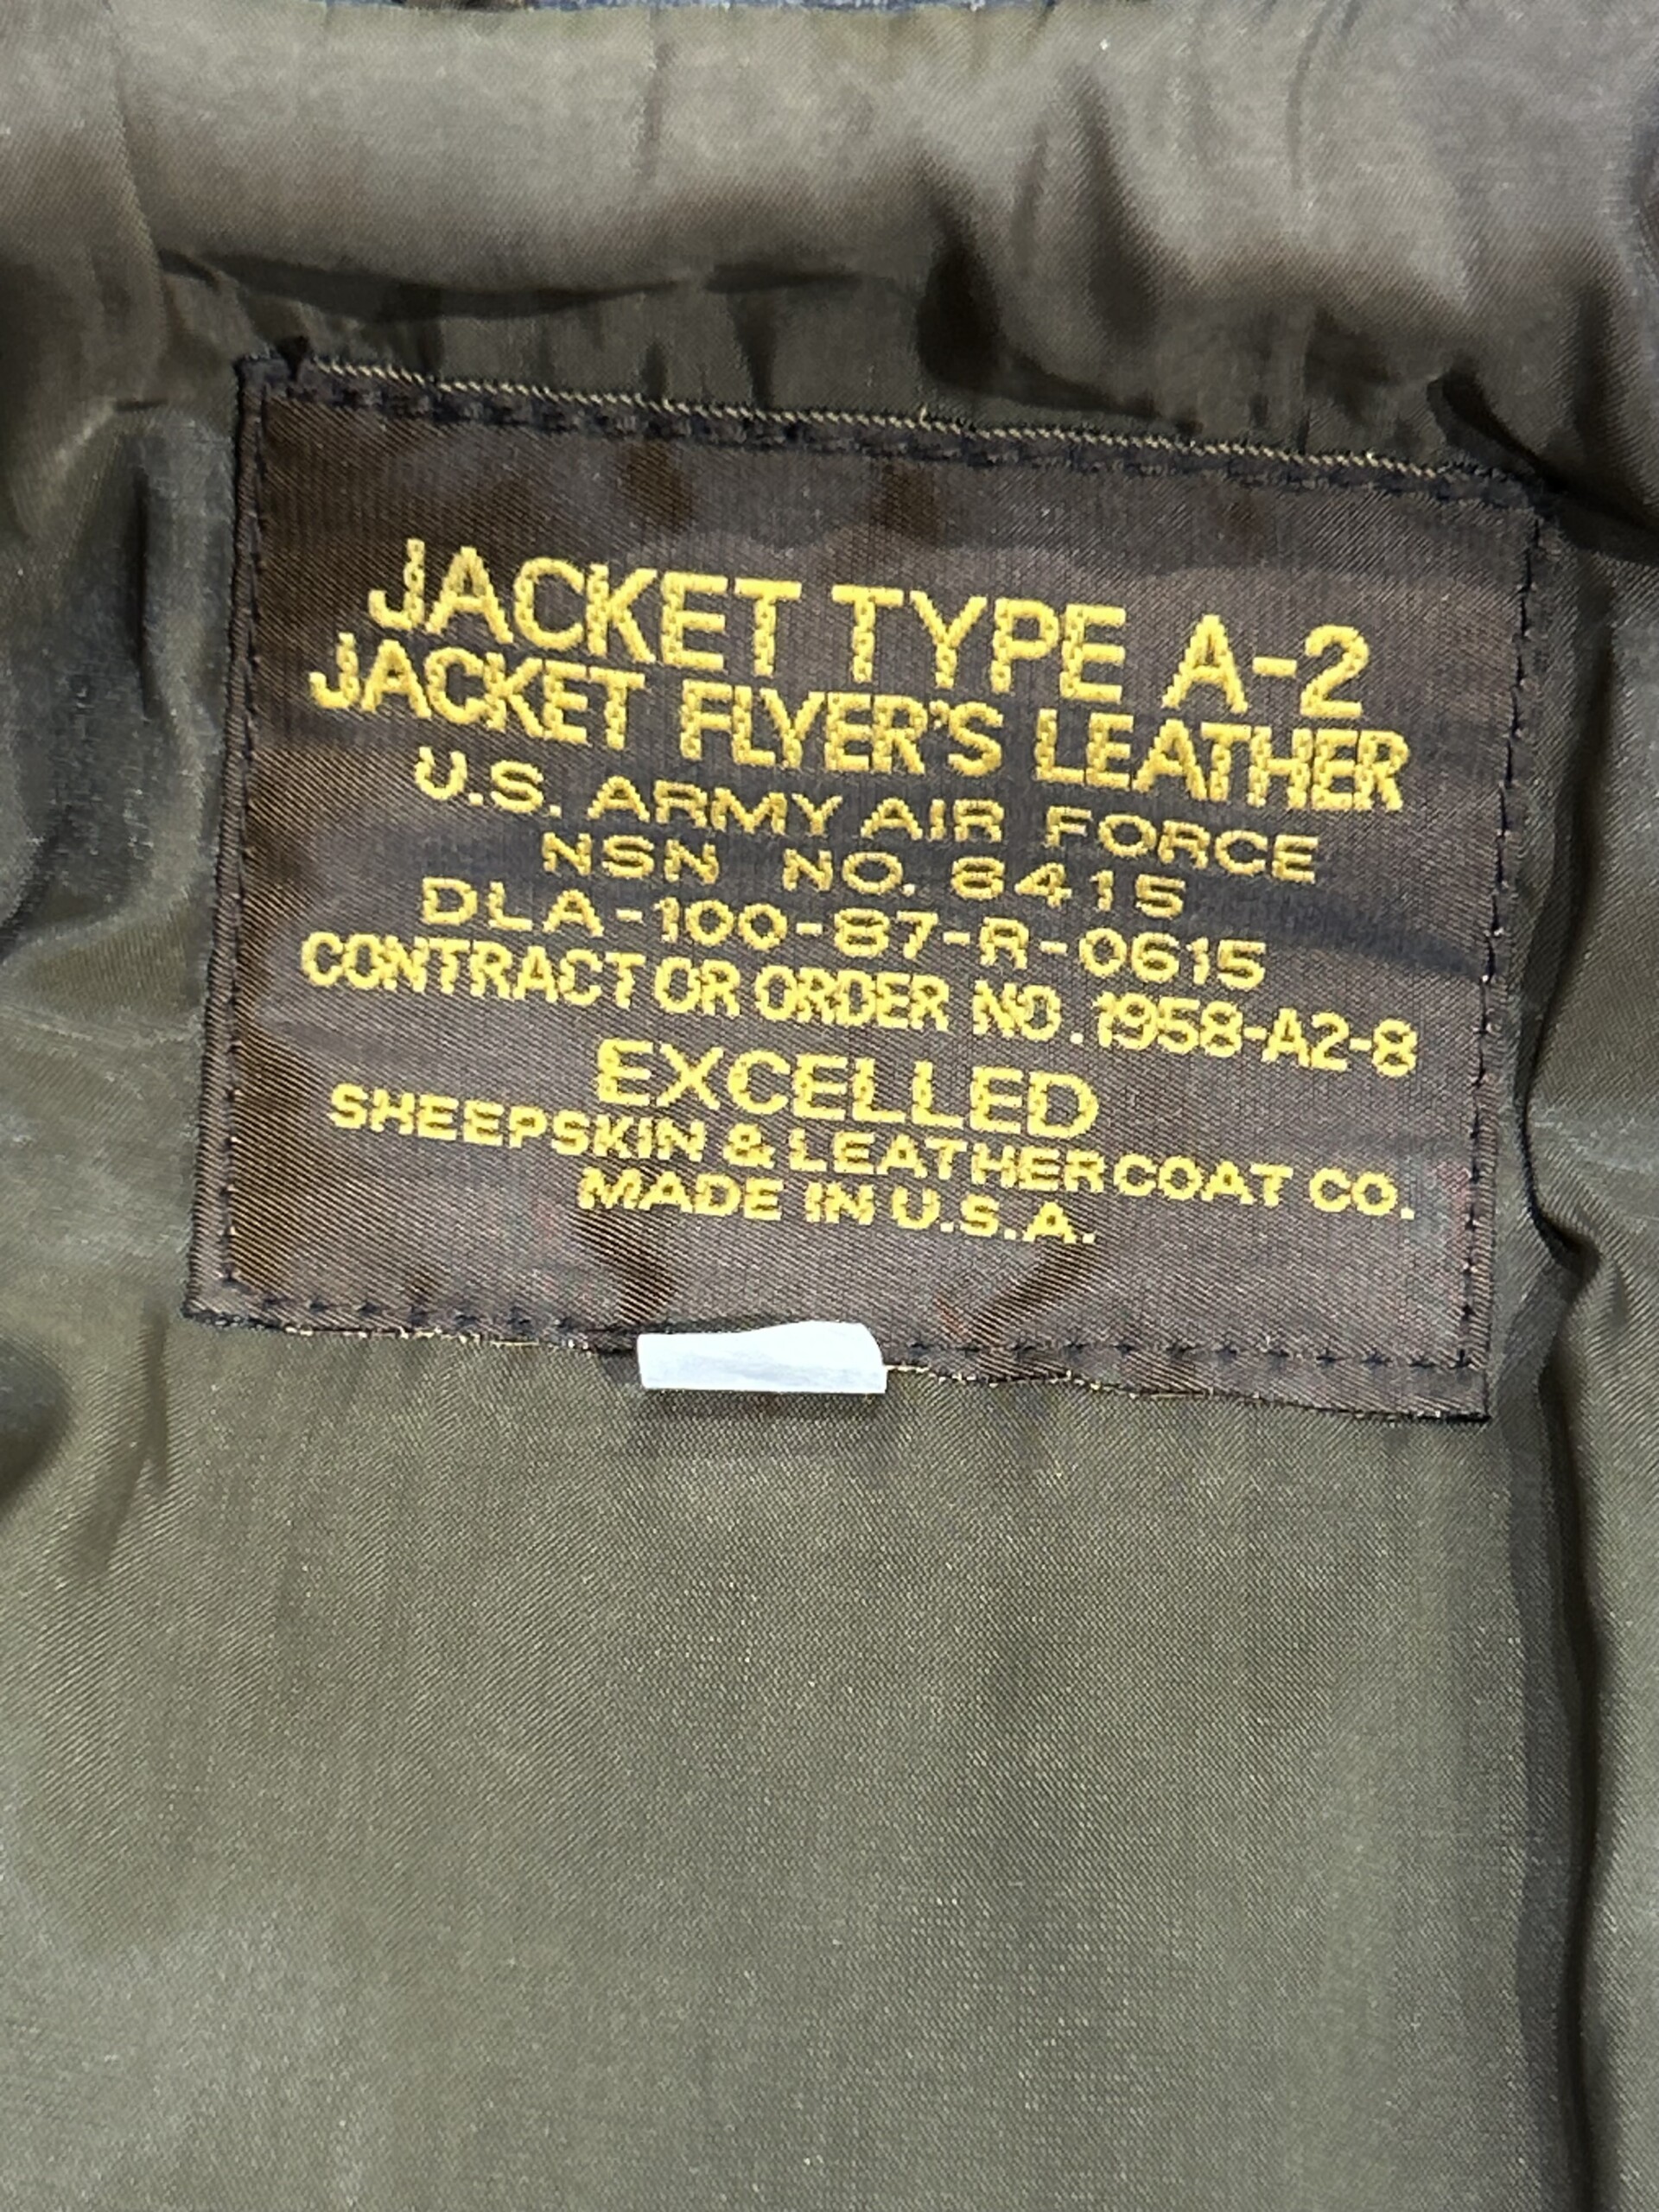 JACKET TYPE A-2
JACKET FLYER'S LEATHER
U.S. ARMY AIR FORCE
NSN NO. 8415
DLA-100-87-R-0615
CONTRACT OR ORDER NO. 1958-A2-8
EXCELLED
SHEEPSKIN & LEATHER COAT CO.
MADE IN U.S.A.